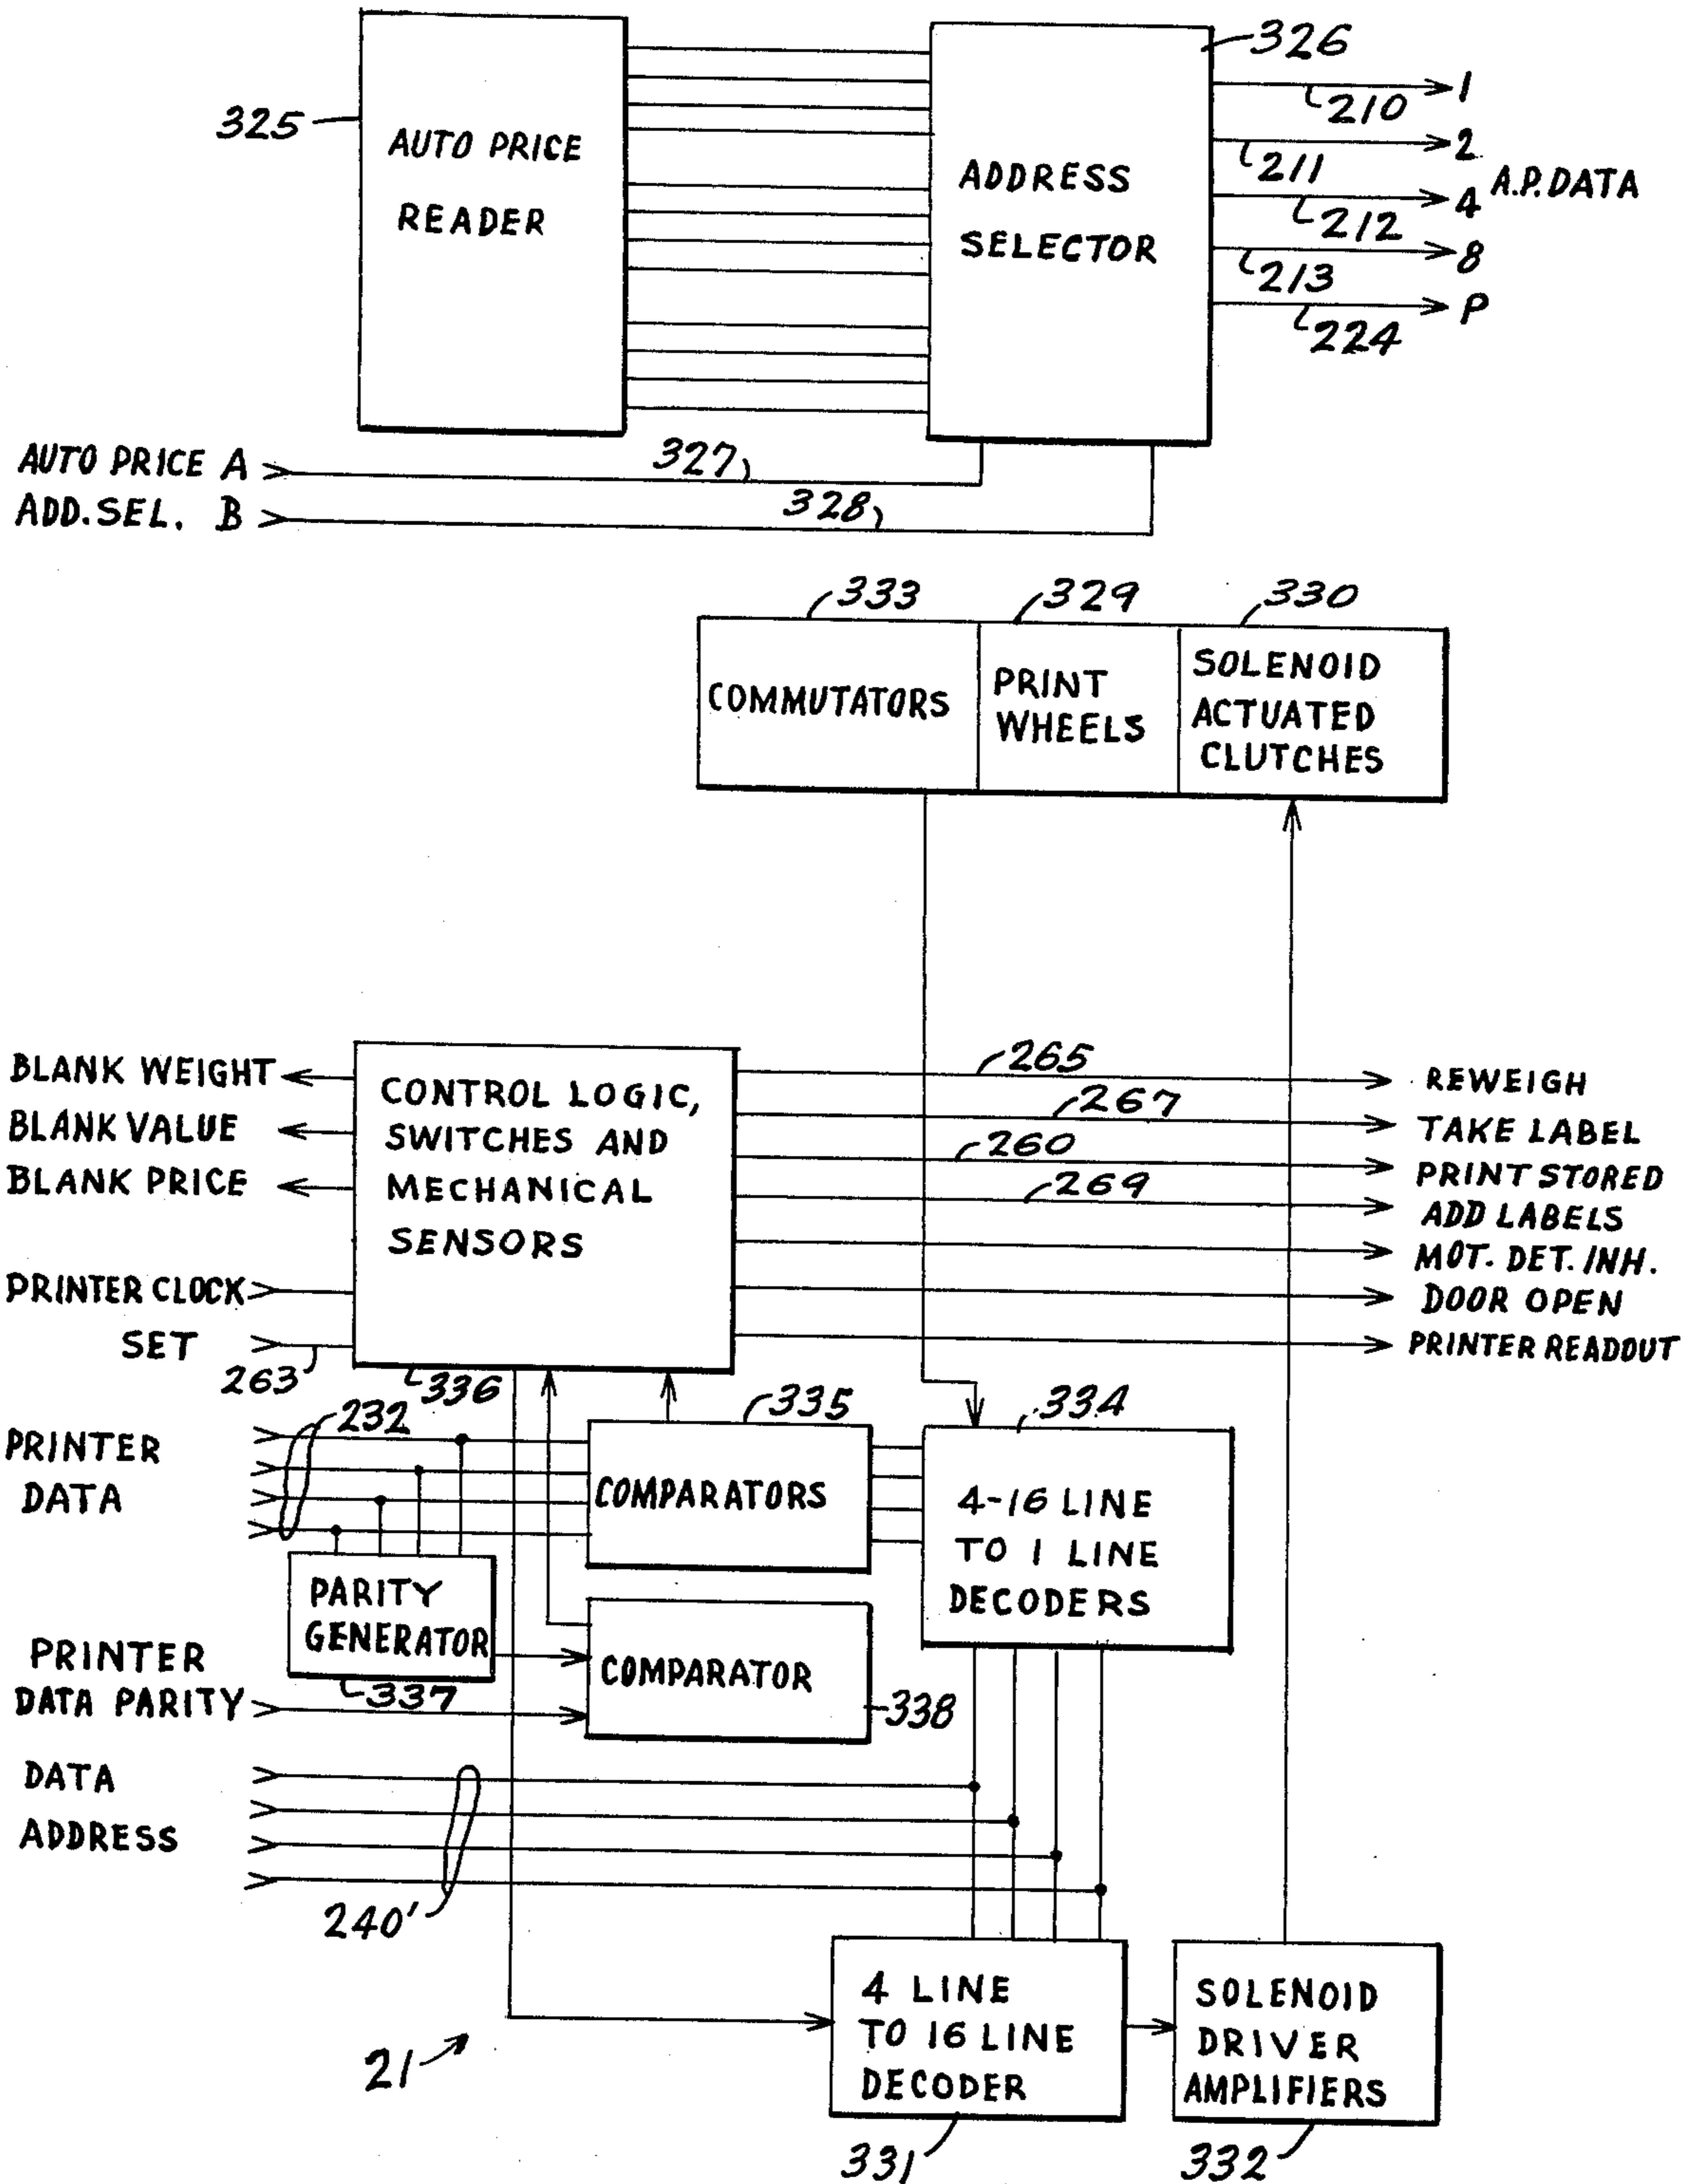 325
AUTO PRICE
READER
ADDRESS
SELECTOR
326
1
210
2
211
A.P. DATA
4
212
8
213
P
224
AUTO PRICE A
327
ADD. SEL. B
328
333
329
330
COMMUTATORS
PRINT
WHEELS
SOLENOID
ACTUATED
CLUTCHES
BLANK WEIGHT
BLANK VALUE
BLANK PRICE
PRINTER CLOCK
SET
263
CONTROL LOGIC,
SWITCHES AND
MECHANICAL
SENSORS
336
265
REWEIGH
267
TAKE LABEL
260
PRINT STORED
269
ADD LABELS
MOT. DET. INH.
DOOR OPEN
PRINTER READOUT
PRINTER
DATA
232
335
COMPARATORS
334
4-16 LINE
TO 1 LINE
DECODERS
PARITY
GENERATOR
337
PRINTER
DATA PARITY
COMPARATOR
338
DATA
ADDRESS
240'
21
4 LINE
TO 16 LINE
DECODER
331
SOLENOID
DRIVER
AMPLIFIERS
332